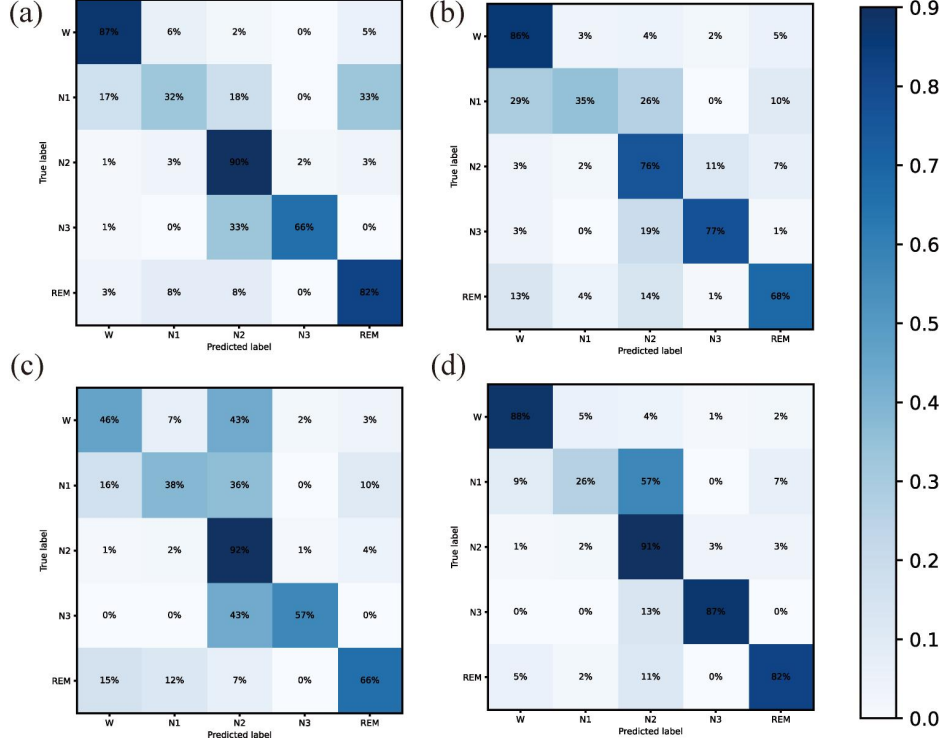 (a)
W 87% 6% 2% 0% 5%
N1 17% 32% 18% 0% 33%
True label
N2 1% 3% 90% 2% 3%
N3 1% 0% 33% 66% 0%
REM 3% 8% 8% 0% 82%
W N1 N2 N3 REM
Predicted label
(b)
W 86% 3% 4% 2% 5%
N1 29% 35% 26% 0% 10%
True label
N2 3% 2% 76% 11% 7%
N3 3% 0% 19% 77% 1%
REM 13% 4% 14% 1% 68%
W N1 N2 N3 REM
Predicted label
(c)
W 46% 7% 43% 2% 3%
N1 16% 38% 36% 0% 10%
True label
N2 1% 2% 92% 1% 4%
N3 0% 0% 43% 57% 0%
REM 15% 12% 7% 0% 66%
W N1 N2 N3 REM
Predicted label
(d)
W 88% 5% 4% 1% 2%
N1 9% 26% 57% 0% 7%
True label
N2 1% 2% 91% 3% 3%
N3 0% 0% 13% 87% 0%
REM 5% 2% 11% 0% 82%
W N1 N2 N3 REM
Predicted label
0.9
0.8
0.7
0.6
0.5
0.4
0.3
0.2
0.1
0.0